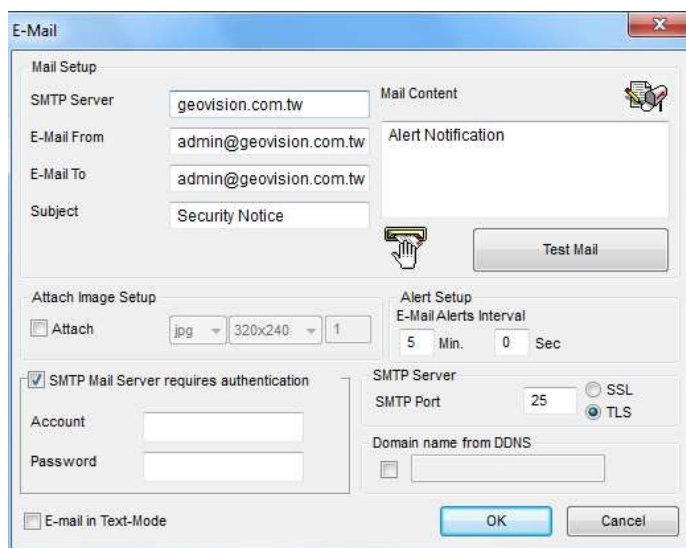 E-Mail
Mail Setup
SMTP Server
geovision.com.tw
E-Mail From
admin@geovision.com.tw
E-Mail To
admin@geovision.com.tw
Subject
Security Notice
Mail Content
Alert Notification
Test Mail
Attach Image Setup
Attach
jpg
320x240
1
Alert Setup
E-Mail Alerts Interval
5 Min. 0 Sec
SMTP Mail Server requires authentication
Account
Password
SMTP Server
SMTP Port
25
SSL
TLS
Domain name from DDNS
E-mail in Text-Mode
OK
Cancel